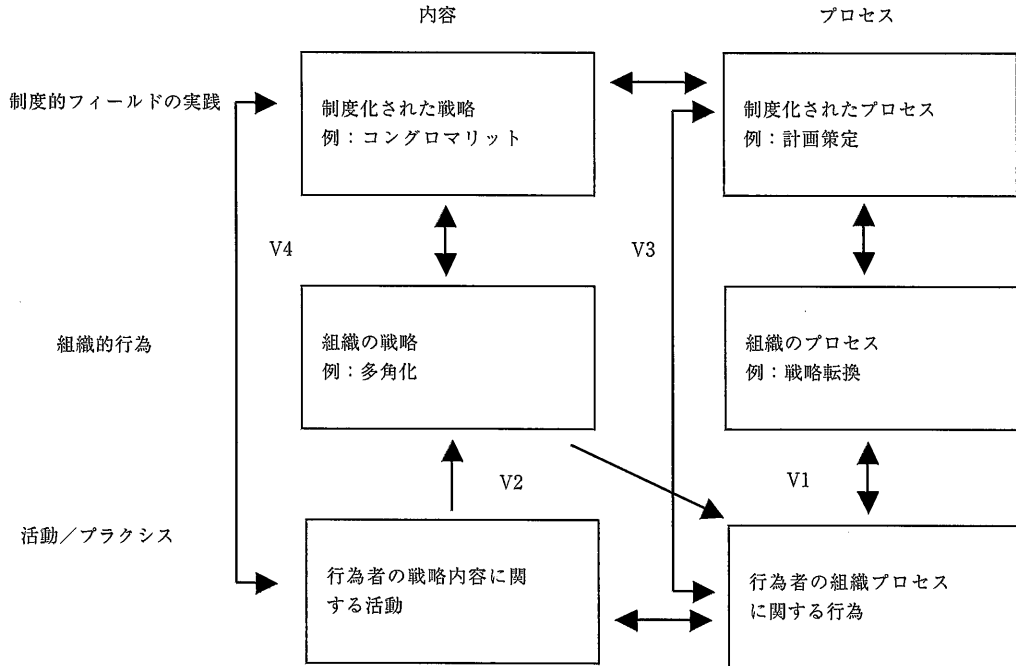 内容
プロセス
制度的フィールドの実践
制度化された戦略
例：コングロマリット
制度化されたプロセス
例：計画策定
V4
V3
組織的行為
組織の戦略
例：多角化
組織のプロセス
例：戦略転換
V2
V1
活動／プラクシス
行為者の戦略内容に関
する活動
行為者の組織プロセス
に関する行為